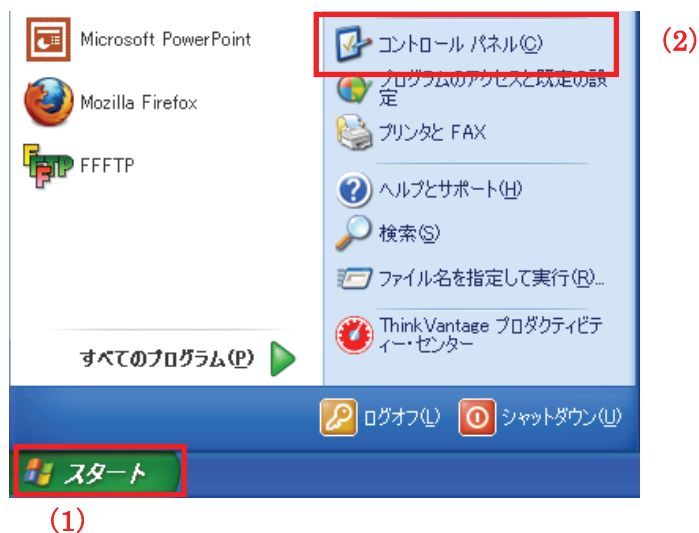 Microsoft PowerPoint
Mozilla Firefox
FFFTP
すべてのプログラム(P)
コントロール パネル(C)
(2)
プログラムのアクセスと既定の設
定
プリンタと FAX
ヘルプとサポート(H)
検索(S)
ファイル名を指定して実行(R)...
ThinkVantage プロダクティビテ
ィー・センター
ログオフ(L)
シャットダウン(U)
スタート
(1)